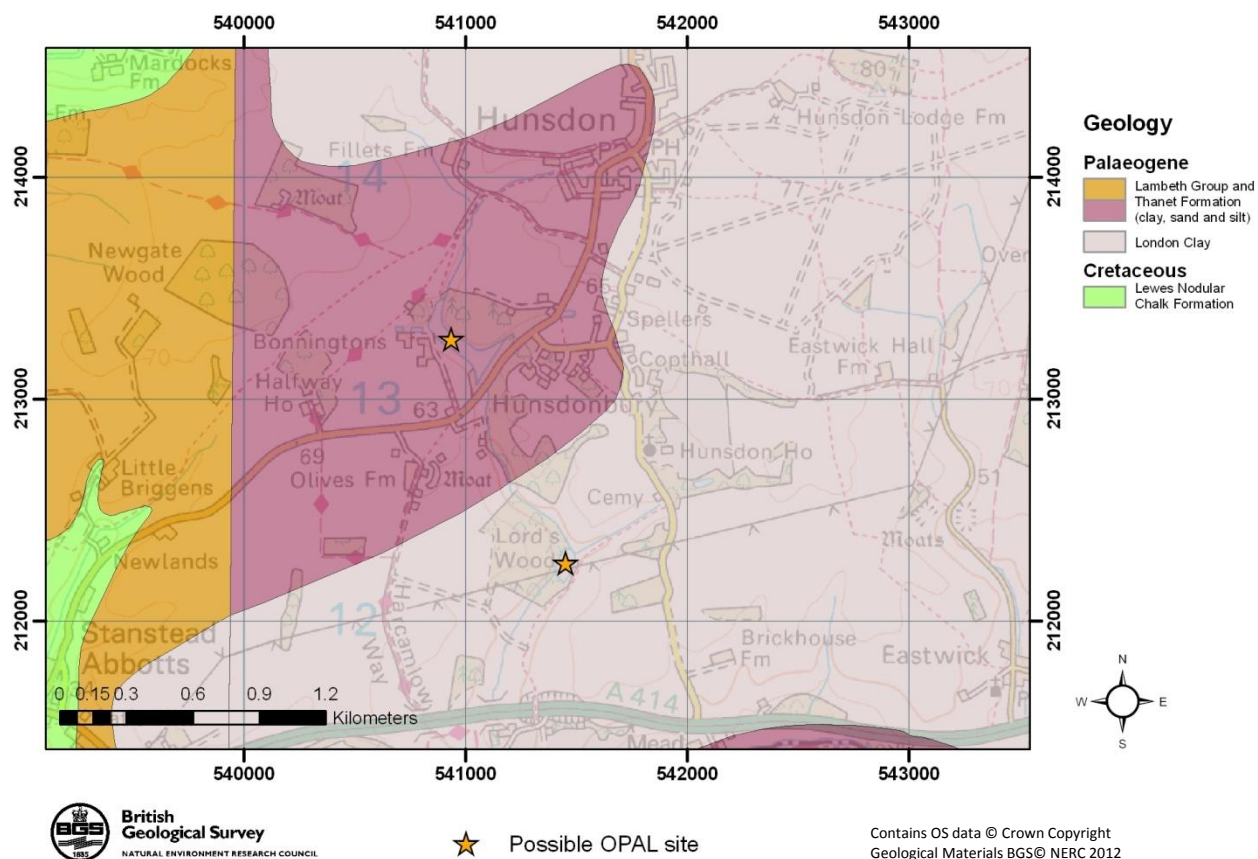 540000 541000 542000 543000
Mardocks
Fm
80
Hunsdon
Hunsdon Lodge Fm
Fm
Fillets Fm
PH
14
214000
214000
Moat
77
Newgate
Wood
Over
65
Spellers
Bonningtons
Copthall
Eastwick Hall
Fm
70
Halfway
Ho
13
63
Hunsdonbury
213000
213000
69
Hunsdon Ho
Little
Briggens
Olives Fm
Moat
51
Cemy
Newlands
Lord's
Wood
Moats
12
212000
212000
Stanstead
Abbotts
Harcamlow
Way
Brickhouse
Fm
Eastwick
0 0.15 0.3 0.6 0.9 1.2
Kilometers
A 414
Mead
540000 541000 542000 543000
Geology
Palaeogene
Lambeth Group and
Thanet Formation
(clay, sand and silt)
London Clay
Cretaceous
Lewes Nodular
Chalk Formation
N
W E
S
BGS
1835
British
Geological Survey
NATURAL ENVIRONMENT RESEARCH COUNCIL
Possible OPAL site
Contains OS data © Crown Copyright
Geological Materials BGS© NERC 2012